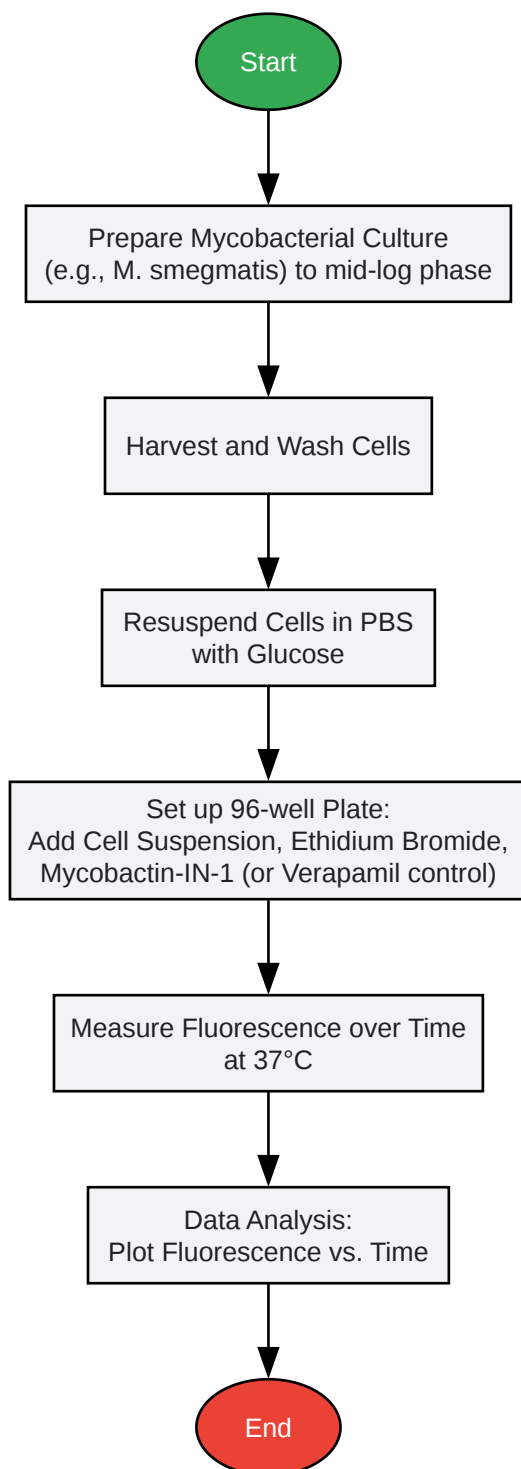 Start
Prepare Mycobacterial Culture
(e.g., M. smegmatis) to mid-log phase
Harvest and Wash Cells
Resuspend Cells in PBS
with Glucose
Set up 96-well Plate:
Add Cell Suspension, Ethidium Bromide,
Mycobactin-IN-1 (or Verapamil control)
Measure Fluorescence over Time
at 37°C
Data Analysis:
Plot Fluorescence vs. Time
End